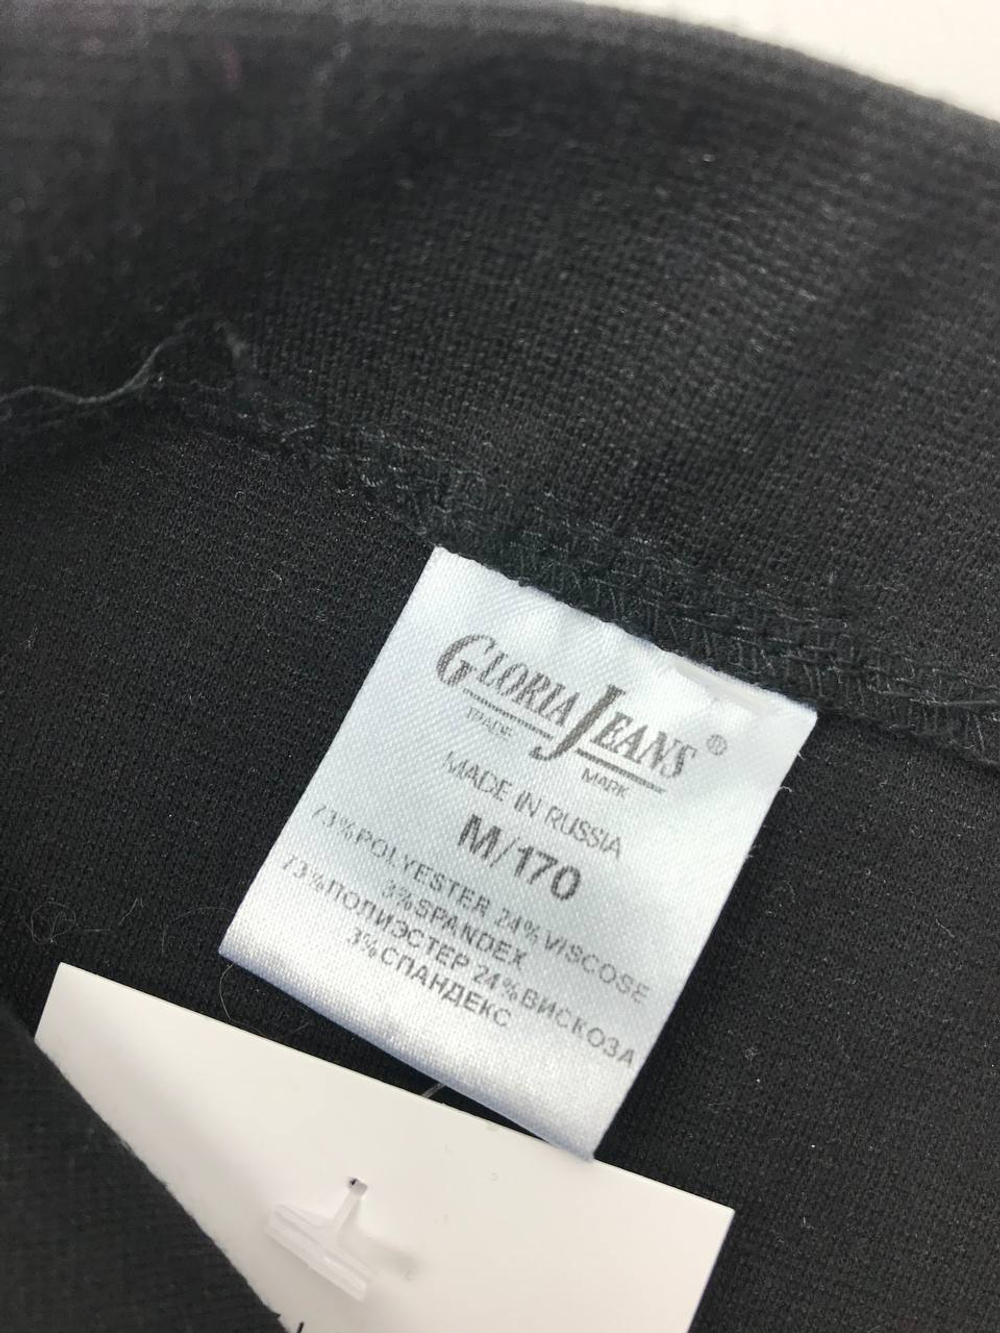 GLORIA JEANS®
TRADE MARK
MADE IN RUSSIA
M/170
73%POLYESTER 24%VISCOSE
3%SPANDEX
73%ПОЛИЭСТЕР 24%ВИСКОЗА
3%СПАНДЕКС